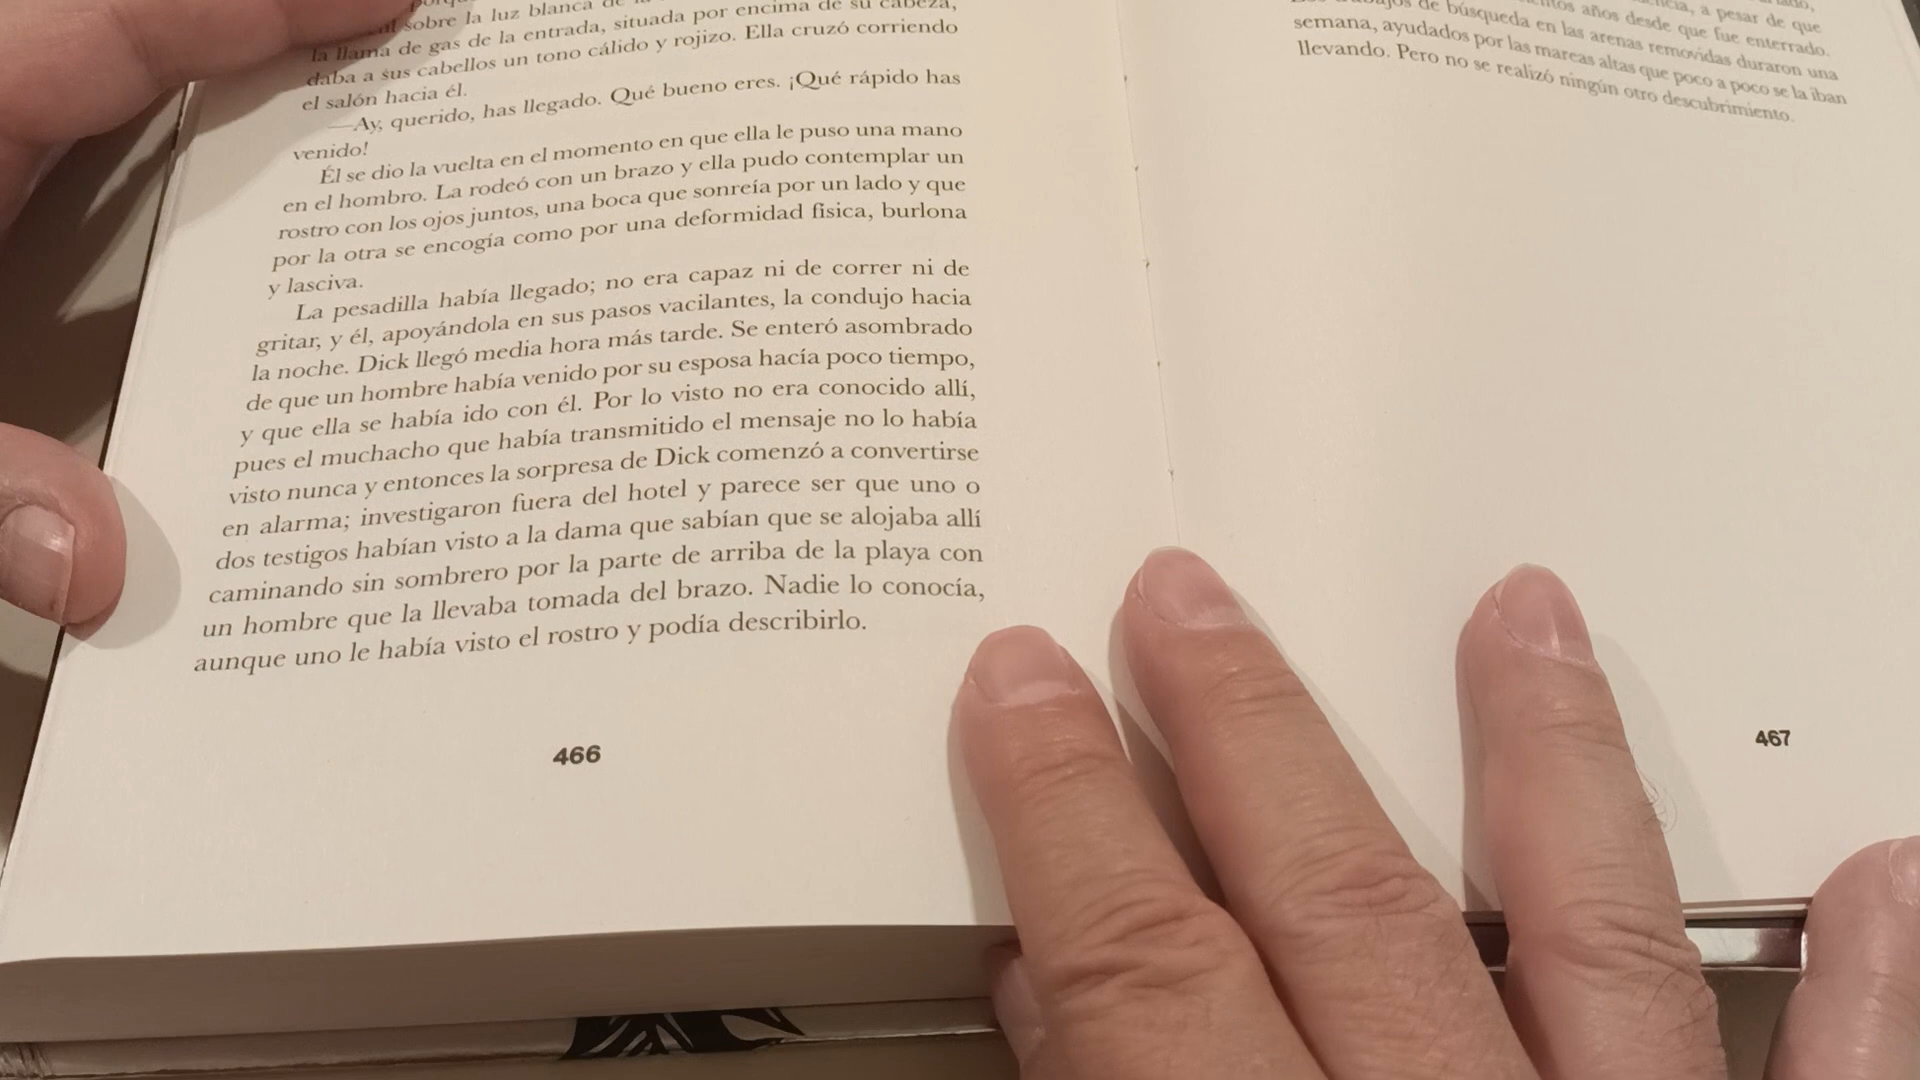 sobre la luz blanca de la
la llama de gas de la entrada, situada por encima de su cabeza,
daba a sus cabellos un tono cálido y rojizo. Ella cruzó corriendo
el salón hacia él.
—Ay, querido, has llegado. Qué bueno eres. ¡Qué rápido has
venido!
Él se dio la vuelta en el momento en que ella le puso una mano
en el hombro. La rodeó con un brazo y ella pudo contemplar un
rostro con los ojos juntos, una boca que sonreía por un lado y que
por la otra se encogía como por una deformidad física, burlona
y lasciva.
La pesadilla había llegado; no era capaz ni de correr ni de
gritar, y él, apoyándola en sus pasos vacilantes, la condujo hacia
la noche. Dick llegó media hora más tarde. Se enteró asombrado
de que un hombre había venido por su esposa hacía poco tiempo,
y que ella se había ido con él. Por lo visto no era conocido allí,
pues el muchacho que había transmitido el mensaje no lo había
visto nunca y entonces la sorpresa de Dick comenzó a convertirse
en alarma; investigaron fuera del hotel y parece ser que uno o
dos testigos habían visto a la dama que sabían que se alojaba allí
caminando sin sombrero por la parte de arriba de la playa con
un hombre que la llevaba tomada del brazo. Nadie lo conocía,
aunque uno le había visto el rostro y podía describirlo.
466
a pesar de que
años desde que fue enterrado.
de búsqueda en las arenas removidas duraron una
semana, ayudados por las mareas altas que poco a poco se la iban
llevando. Pero no se realizó ningún otro descubrimiento.
467